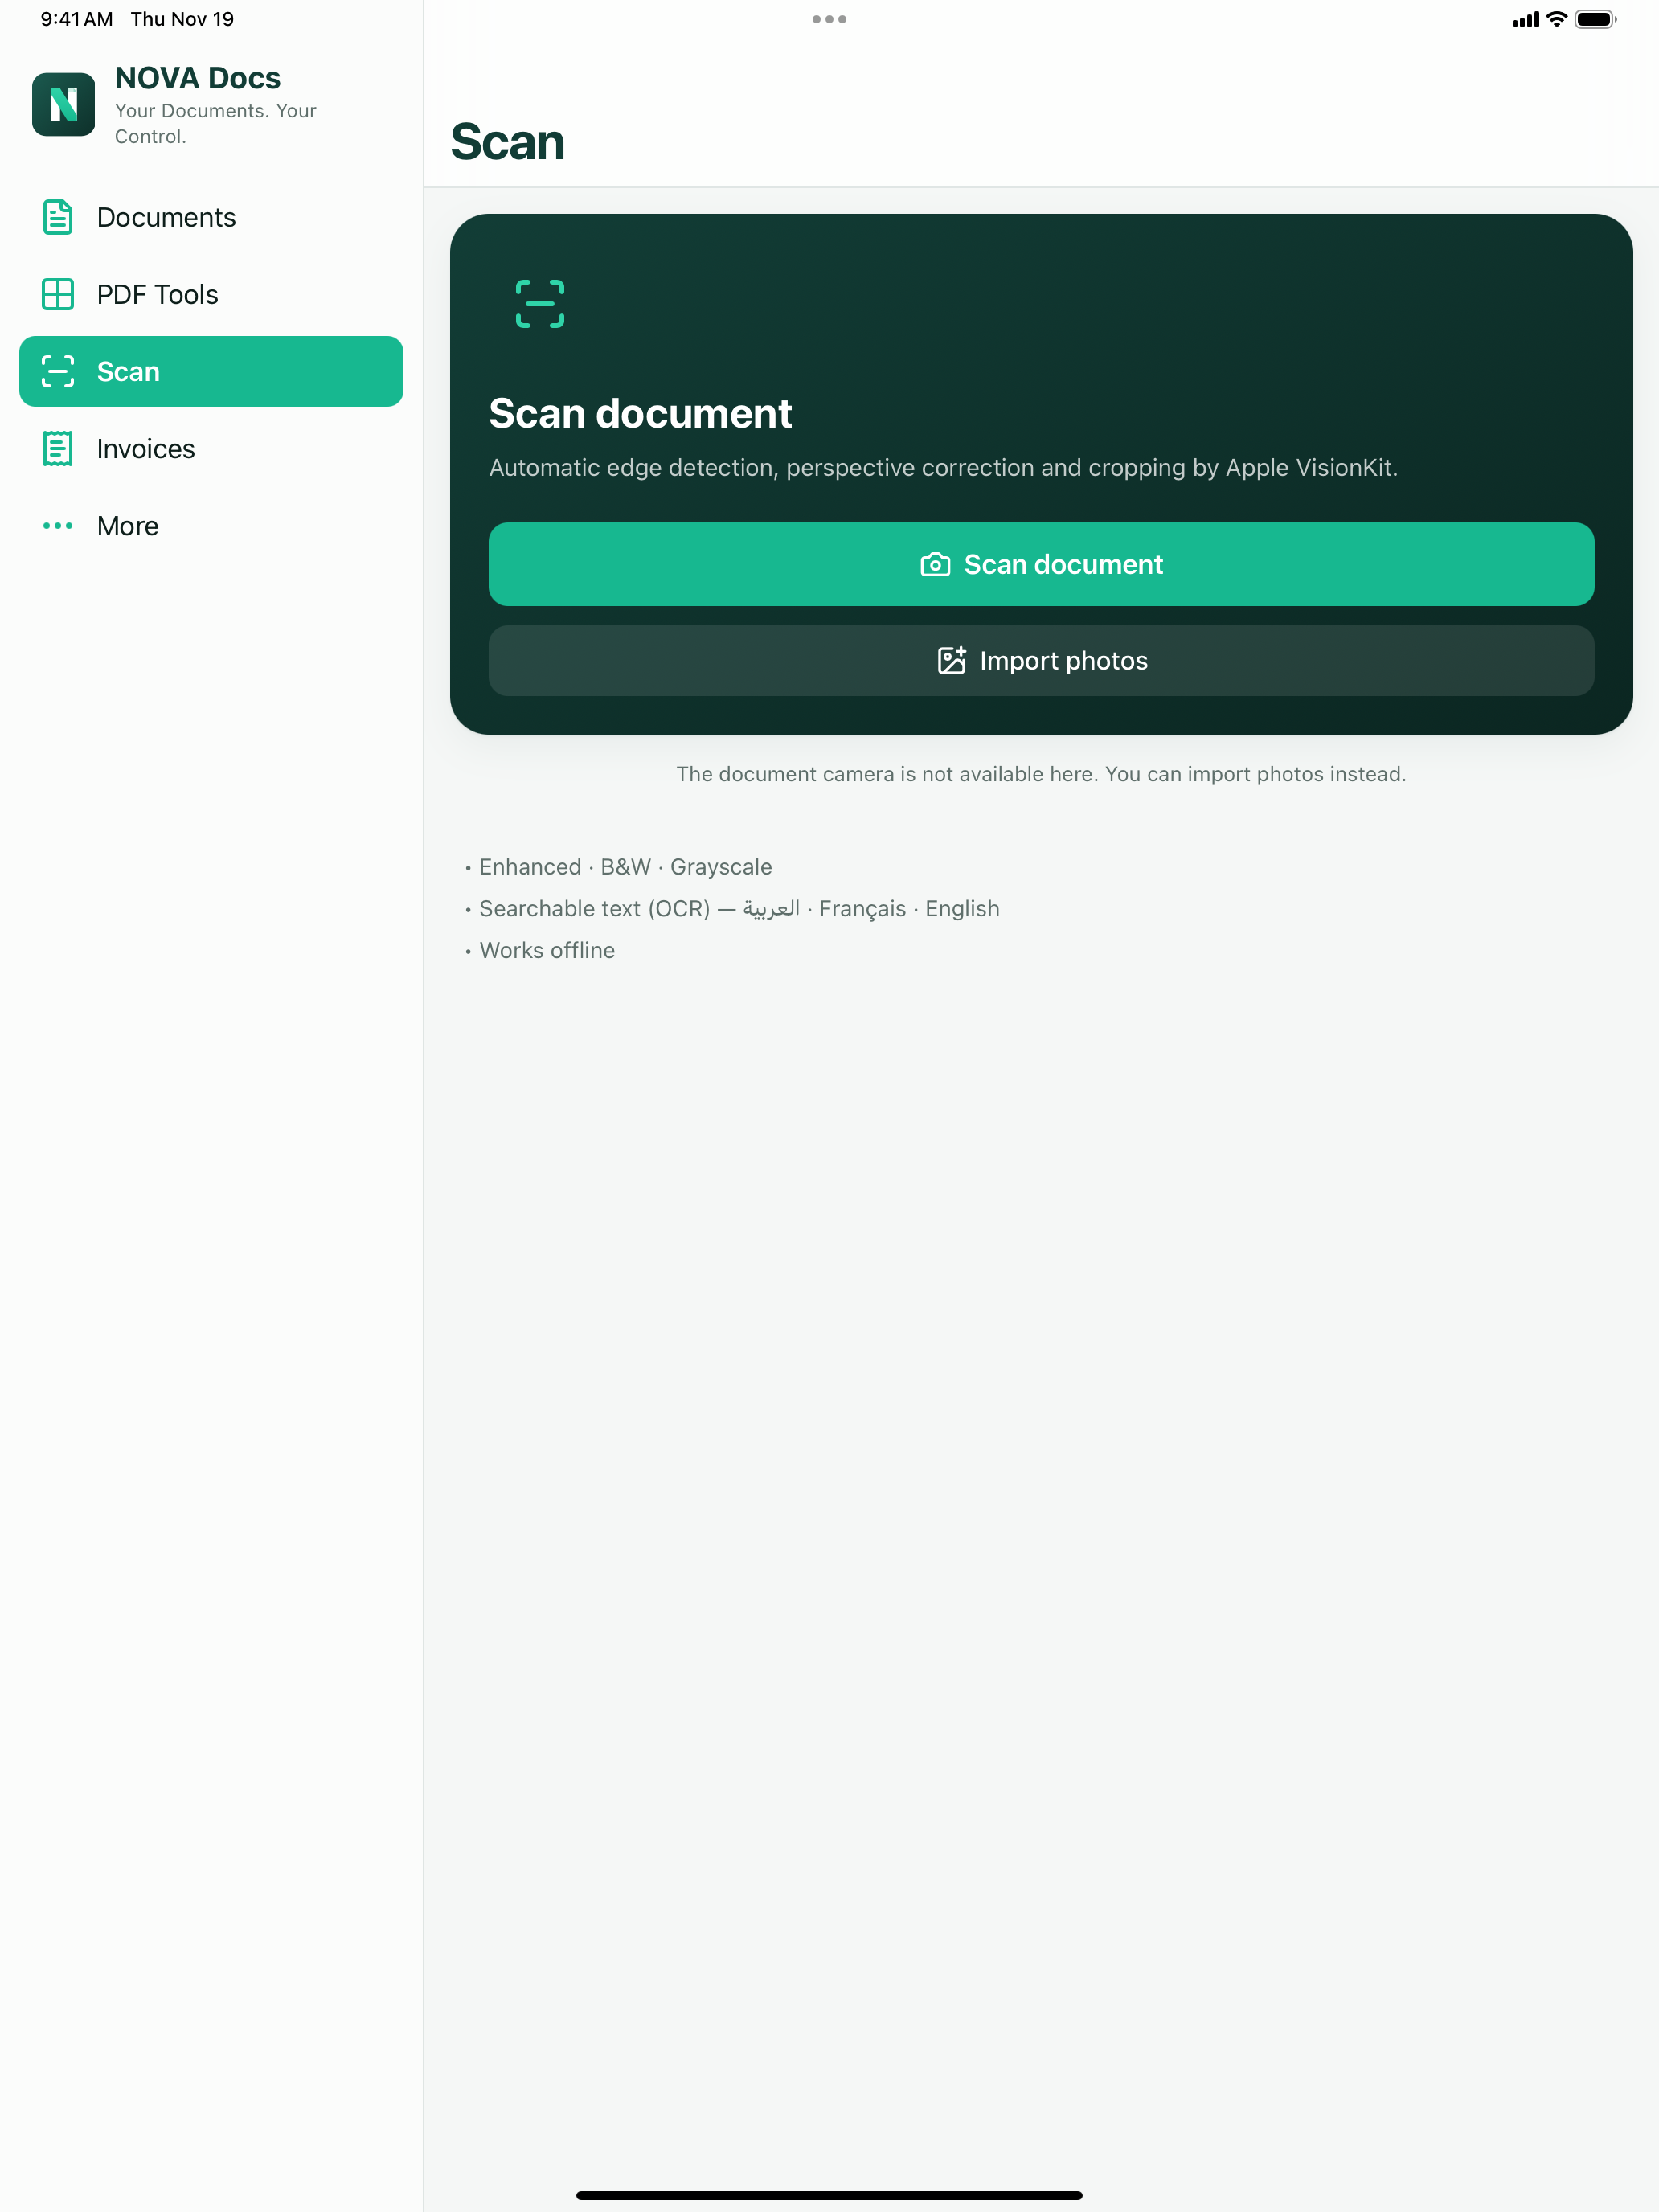 9:41 AM Thu Nov 19
NOVA Docs
Your Documents. Your
Control.
Documents
PDF Tools
Scan
Invoices
More
Scan
Scan document
Automatic edge detection, perspective correction and cropping by Apple VisionKit.
Scan document
Import photos
The document camera is not available here. You can import photos instead.
• Enhanced · B&W · Grayscale
• Searchable text (OCR) — العربية · Français · English
• Works offline